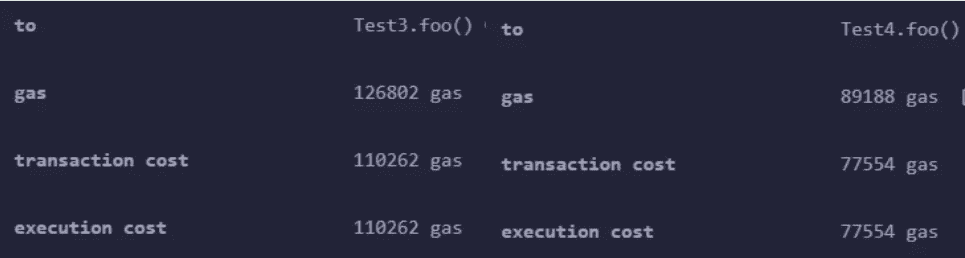 to Test3.foo()
gas 126802 gas
transaction cost 110262 gas
execution cost 110262 gas
to Test4.foo()
gas 89188 gas
transaction cost 77554 gas
execution cost 77554 gas